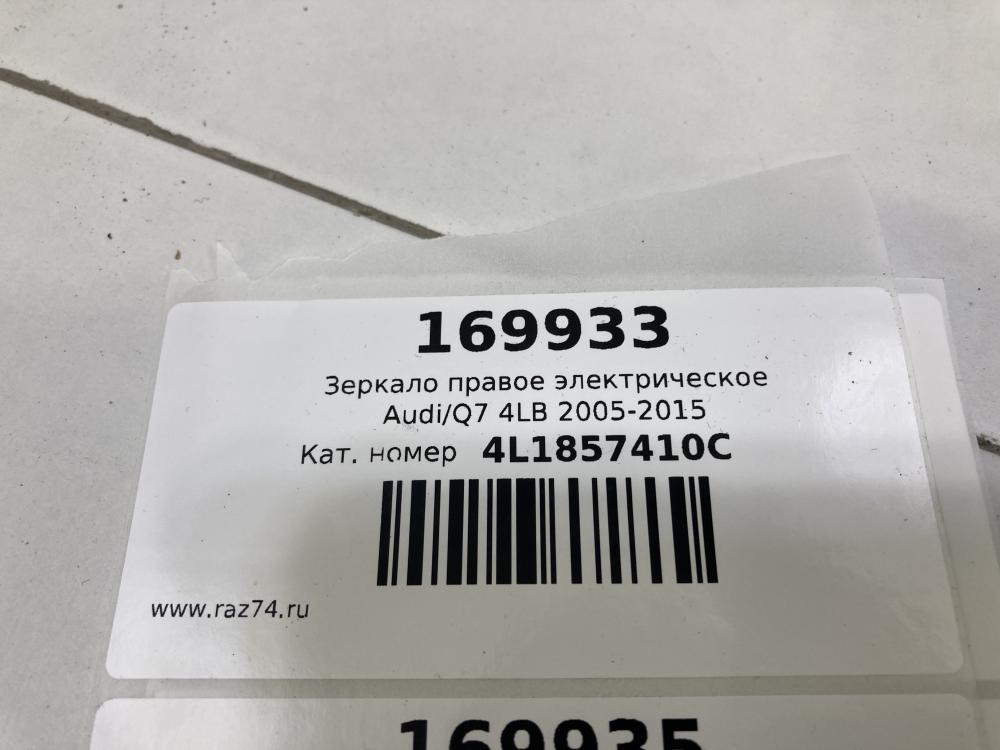 169933
Зеркало правое электрическое
Audi/Q7 4LB 2005-2015
Кат. номер 4L1857410C
www.raz74.ru
169935